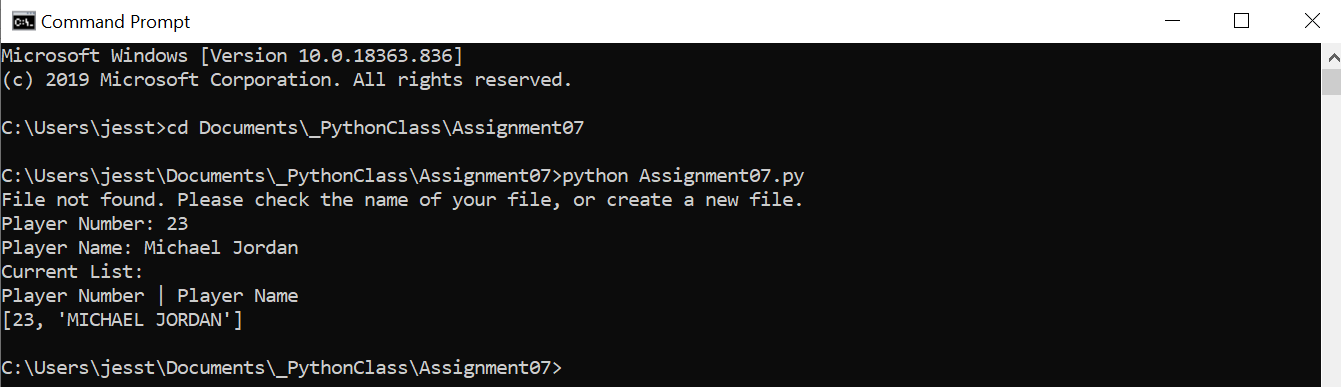 Command Prompt
Microsoft Windows [Version 10.0.18363.836]
(c) 2019 Microsoft Corporation. All rights reserved.
C:\Users\jesst>cd Documents\_PythonClass\Assignment07
C:\Users\jesst\Documents\_PythonClass\Assignment07>python Assignment07.py
File not found. Please check the name of your file, or create a new file.
Player Number: 23
Player Name: Michael Jordan
Current List:
Player Number | Player Name
[23, 'MICHAEL JORDAN']
C:\Users\jesst\Documents\_PythonClass\Assignment07>